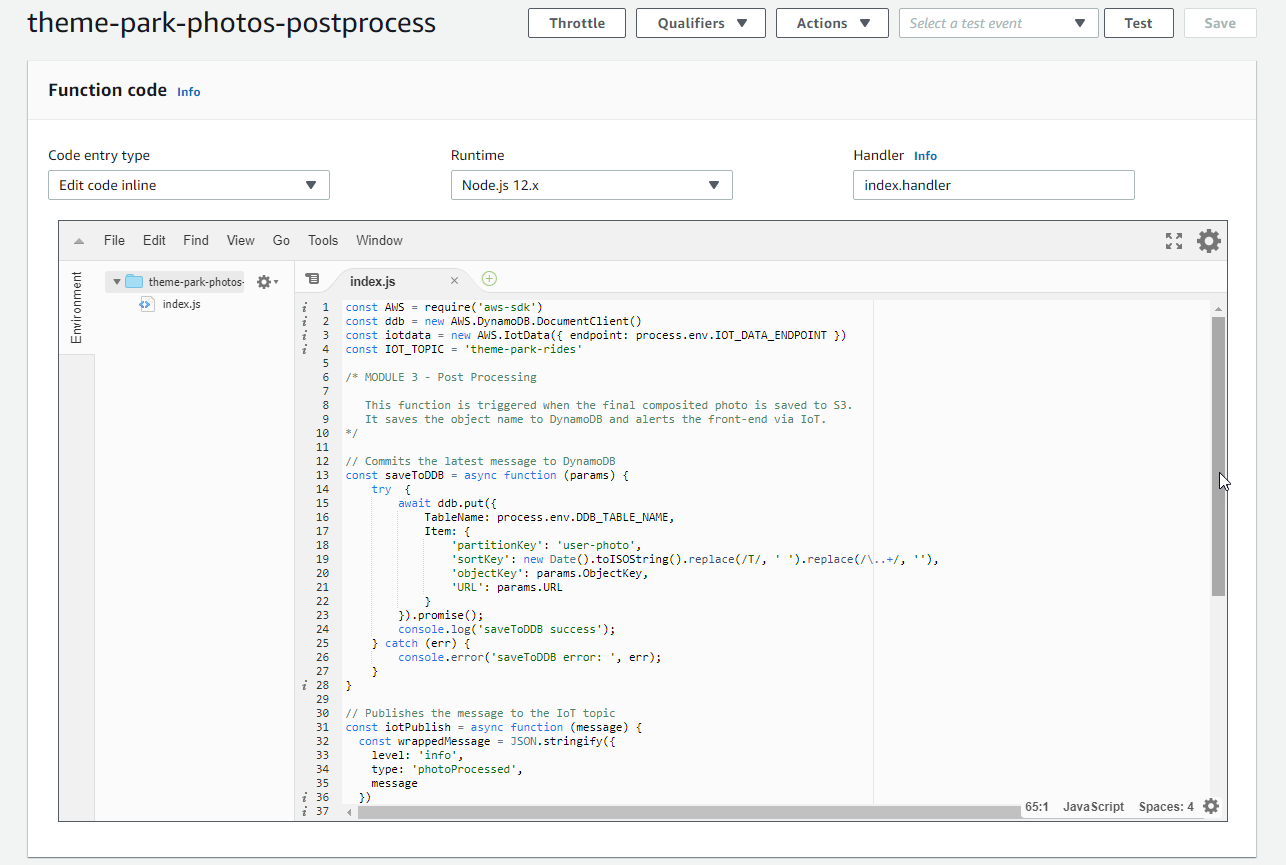 theme-park-photos-postprocess
Throttle Qualifiers Actions Select a test event Test Save
Function code Info
Code entry type Runtime Handler Info
Edit code inline Node.js 12.x index.handler
File Edit Find View Go Tools Window
Environment
theme-park-photos-
index.js
index.js
1 const AWS = require('aws-sdk')
2 const ddb = new AWS.DynamoDB.DocumentClient()
3 const iotdata = new AWS.IotData({ endpoint: process.env.IOT_DATA_ENDPOINT })
4 const IOT_TOPIC = 'theme-park-rides'
5
6 /* MODULE 3 - Post Processing
7
8    This function is triggered when the final composited photo is saved to S3.
9    It saves the object name to DynamoDB and alerts the front-end via IoT.
10 */
11
12 // Commits the latest message to DynamoDB
13 const saveToDDB = async function (params) {
14     try  {
15         await ddb.put({
16             TableName: process.env.DDB_TABLE_NAME,
17             Item: {
18                 'partitionKey': 'user-photo',
19                 'sortKey': new Date().toISOString().replace(/T/, ' ').replace(/\..+/, ''),
20                 'objectKey': params.ObjectKey,
21                 'URL': params.URL
22             }
23         }).promise();
24         console.log('saveToDDB success');
25     } catch (err) {
26         console.error('saveToDDB error: ', err);
27     }
28 }
29
30 // Publishes the message to the IoT topic
31 const iotPublish = async function (message) {
32   const wrappedMessage = JSON.stringify({
33     level: 'info',
34     type: 'photoProcessed',
35     message
36   })
37
65:1 JavaScript Spaces: 4